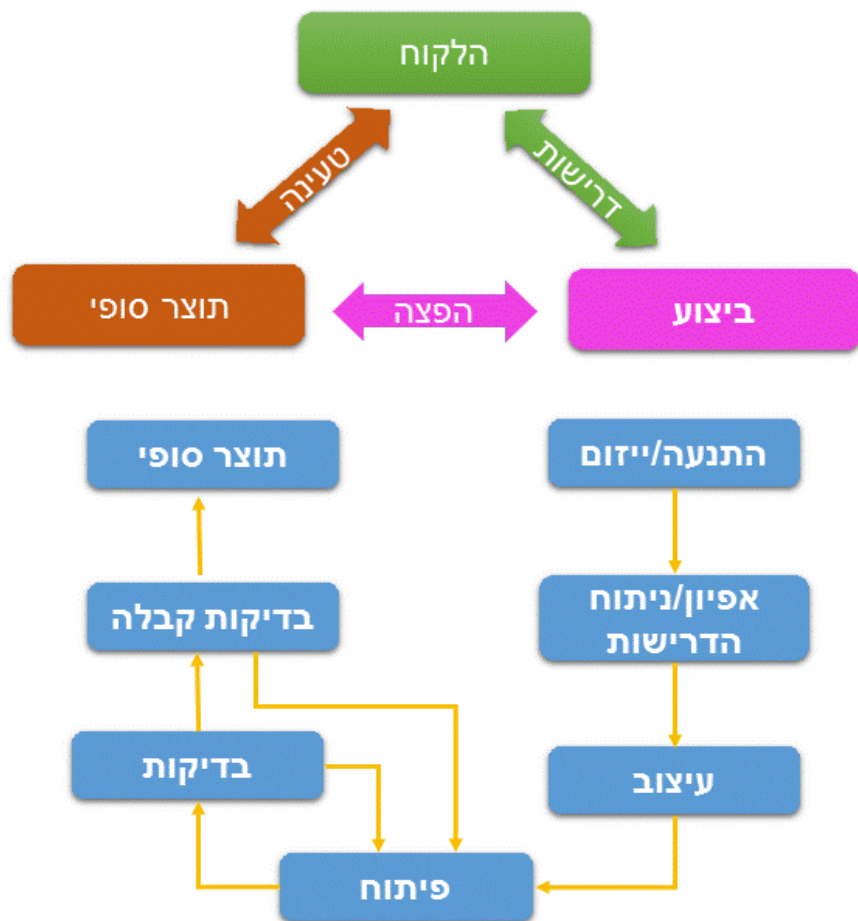 הלקוח
דרישות
טעינה
ביצוע
הפצה
תוצר סופי
התנעה/ייזום
תוצר סופי
אפיון/ניתוח
הדרישות
בדיקות קבלה
עיצוב
בדיקות
פיתוח